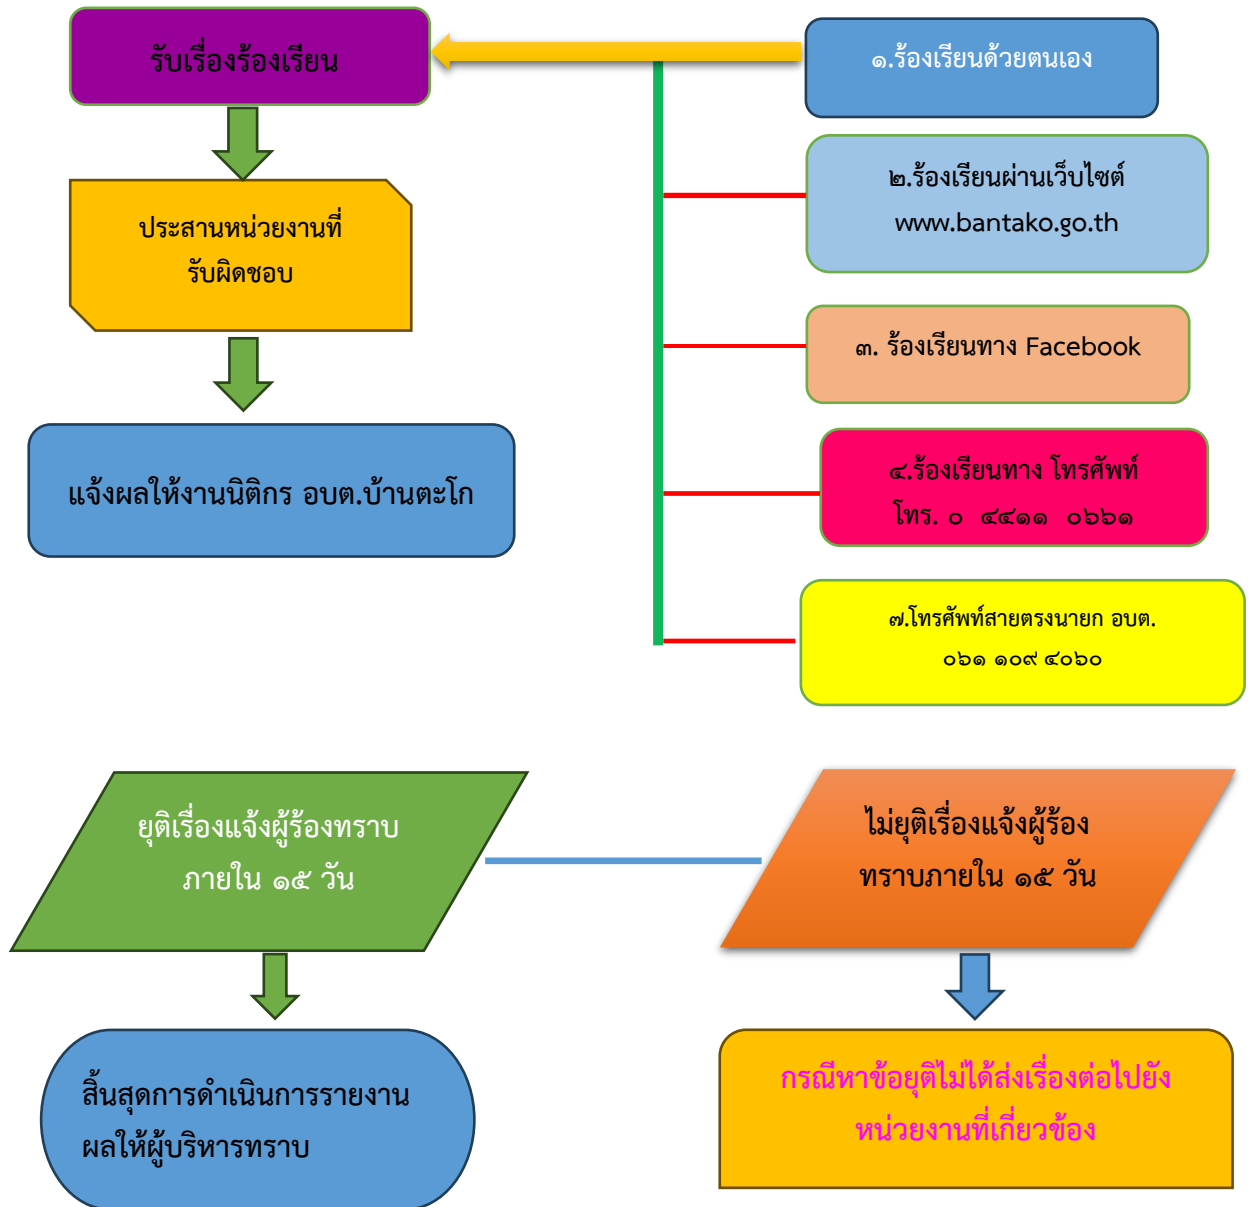 รับเรื่องร้องเรียน
๑.ร้องเรียนด้วยตนเอง
๒.ร้องเรียนผ่านเว็บไซต์
www.bantako.go.th
ประสานหน่วยงานที่
รับผิดชอบ
๓. ร้องเรียนทาง Facebook
แจ้งผลให้งานนิติกร อบต.บ้านตะโก
๔.ร้องเรียนทาง โทรศัพท์
โทร. ๐ ๔๔๑๑ ๐๖๖๑
๗.โทรศัพท์สายตรงนายก อบต.
๐๖๑ ๑๐๙ ๔๐๖๐
ยุติเรื่องแจ้งผู้ร้องทราบ
ภายใน ๑๕ วัน
ไม่ยุติเรื่องแจ้งผู้ร้อง
ทราบภายใน ๑๕ วัน
สิ้นสุดการดำเนินการรายงาน
ผลให้ผู้บริหารทราบ
กรณีหาข้อยุติไม่ได้ส่งเรื่องต่อไปยัง
หน่วยงานที่เกี่ยวข้อง